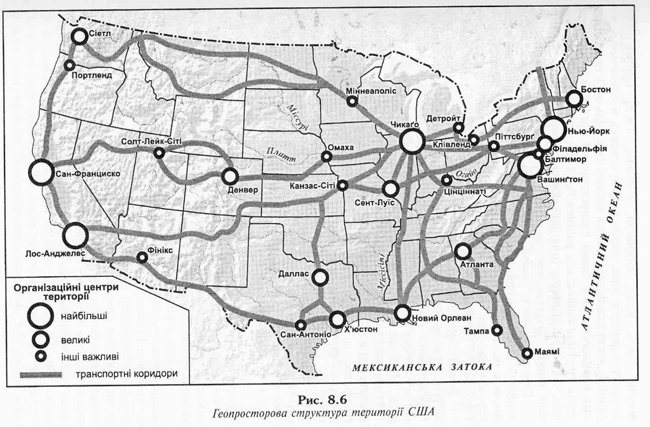 Сіетл
Портленд
Міннеаполіс
Міссурі
Чикаго
Детройт
Бостон
Нью-Йорк
Клівленд
Піттсбург
Філадельфія
Балтимор
Вашингтон
Солт-Лейк-Сіті
Платт
Омаха
Огайо
Сан-Франциско
Денвер
Канзас-Сіті
Сент-Луїс
Цінциннаті
Лос-Анджелес
Фінікс
Даллас
Міссісіпі
Атланта
Сан-Антоніо
Х'юстон
Новий Орлеан
Тампа
Маямі
АТЛАНТИЧНИЙ ОКЕАН
МЕКСИКАНСЬКА ЗАТОКА
Організаційні центри
території
найбільші
великі
інші важливі
транспортні коридори
Рис. 8.6
Геопросторова структура території США